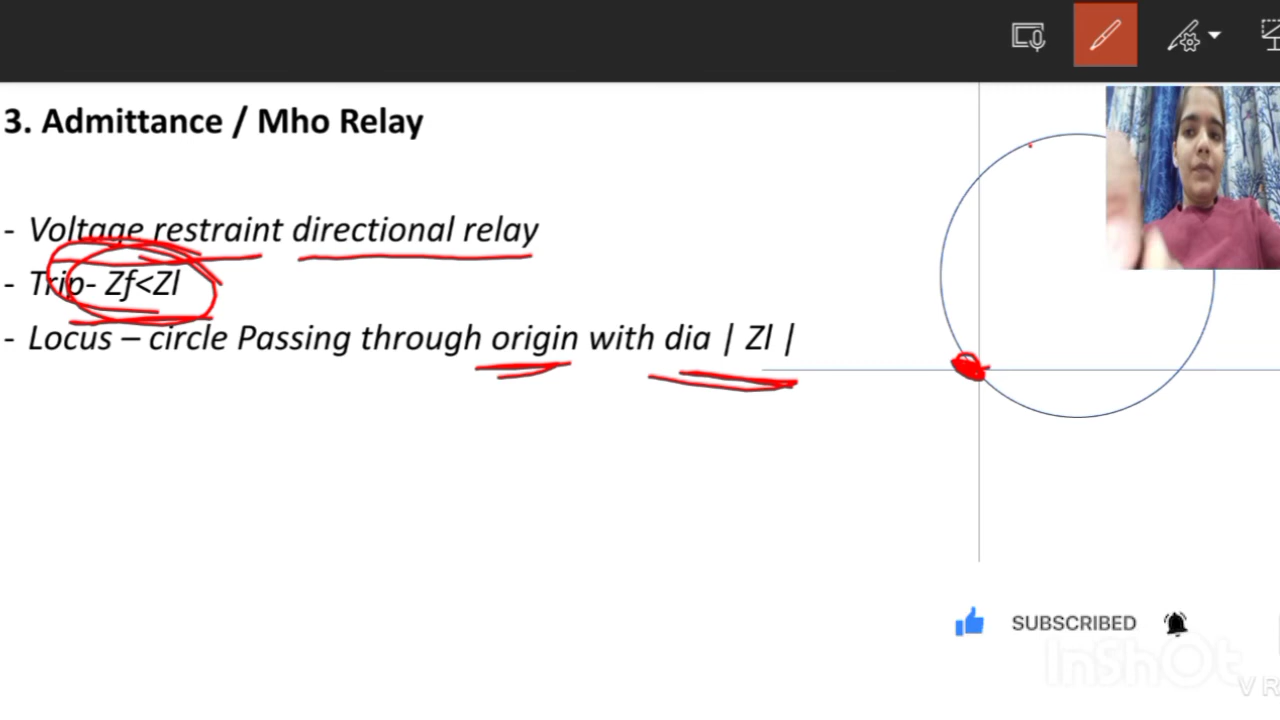 3. Admittance / Mho Relay
- Voltage restraint directional relay
- Trip- Zf<Zl
- Locus – circle Passing through origin with dia | Zl |
SUBSCRIBED
InShOt
V R